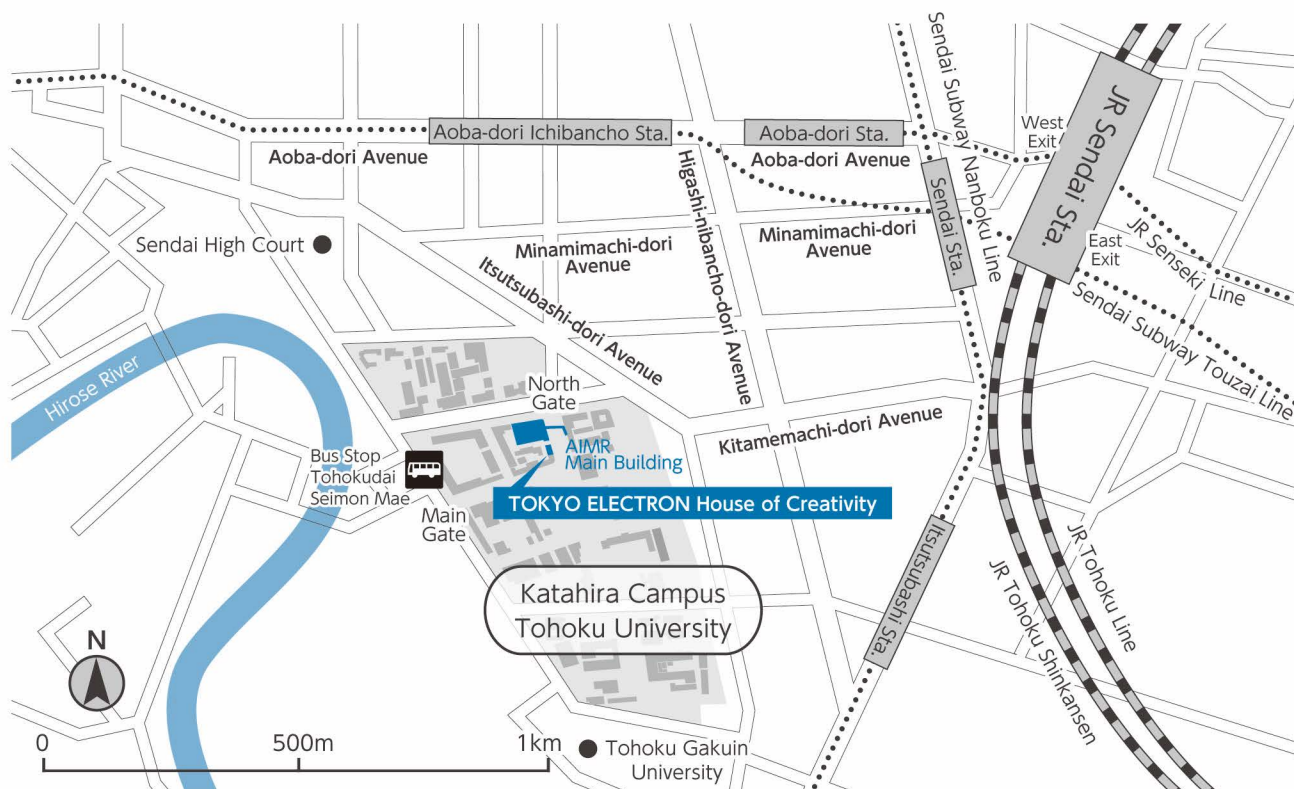 Sendai Subway Nanboku Line
JR Sendai Sta.
West
Exit
Aoba-dori Ichibancho Sta.
Aoba-dori Sta.
Aoba-dori Avenue
Aoba-dori Avenue
Higashi-nibancho-dori Avenue
Sendai Sta.
JR Senseki Line
Sendai High Court
Minamimachi-dori
Avenue
Minamimachi-dori
Avenue
East
Exit
Itsutsubashi-dori Avenue
Sendai Subway Touzai Line
Hirose River
North
Gate
Kitamemachi-dori Avenue
AIMR
Main Building
Bus Stop
Tohokudai
Seimon Mae
TOKYO ELECTRON House of Creativity
Main
Gate
Itsutsubashi Sta.
JR Tohoku Line
JR Tohoku Shinkansen
Katahira Campus
Tohoku University
N
0
500m
1km
Tohoku Gakuin
University